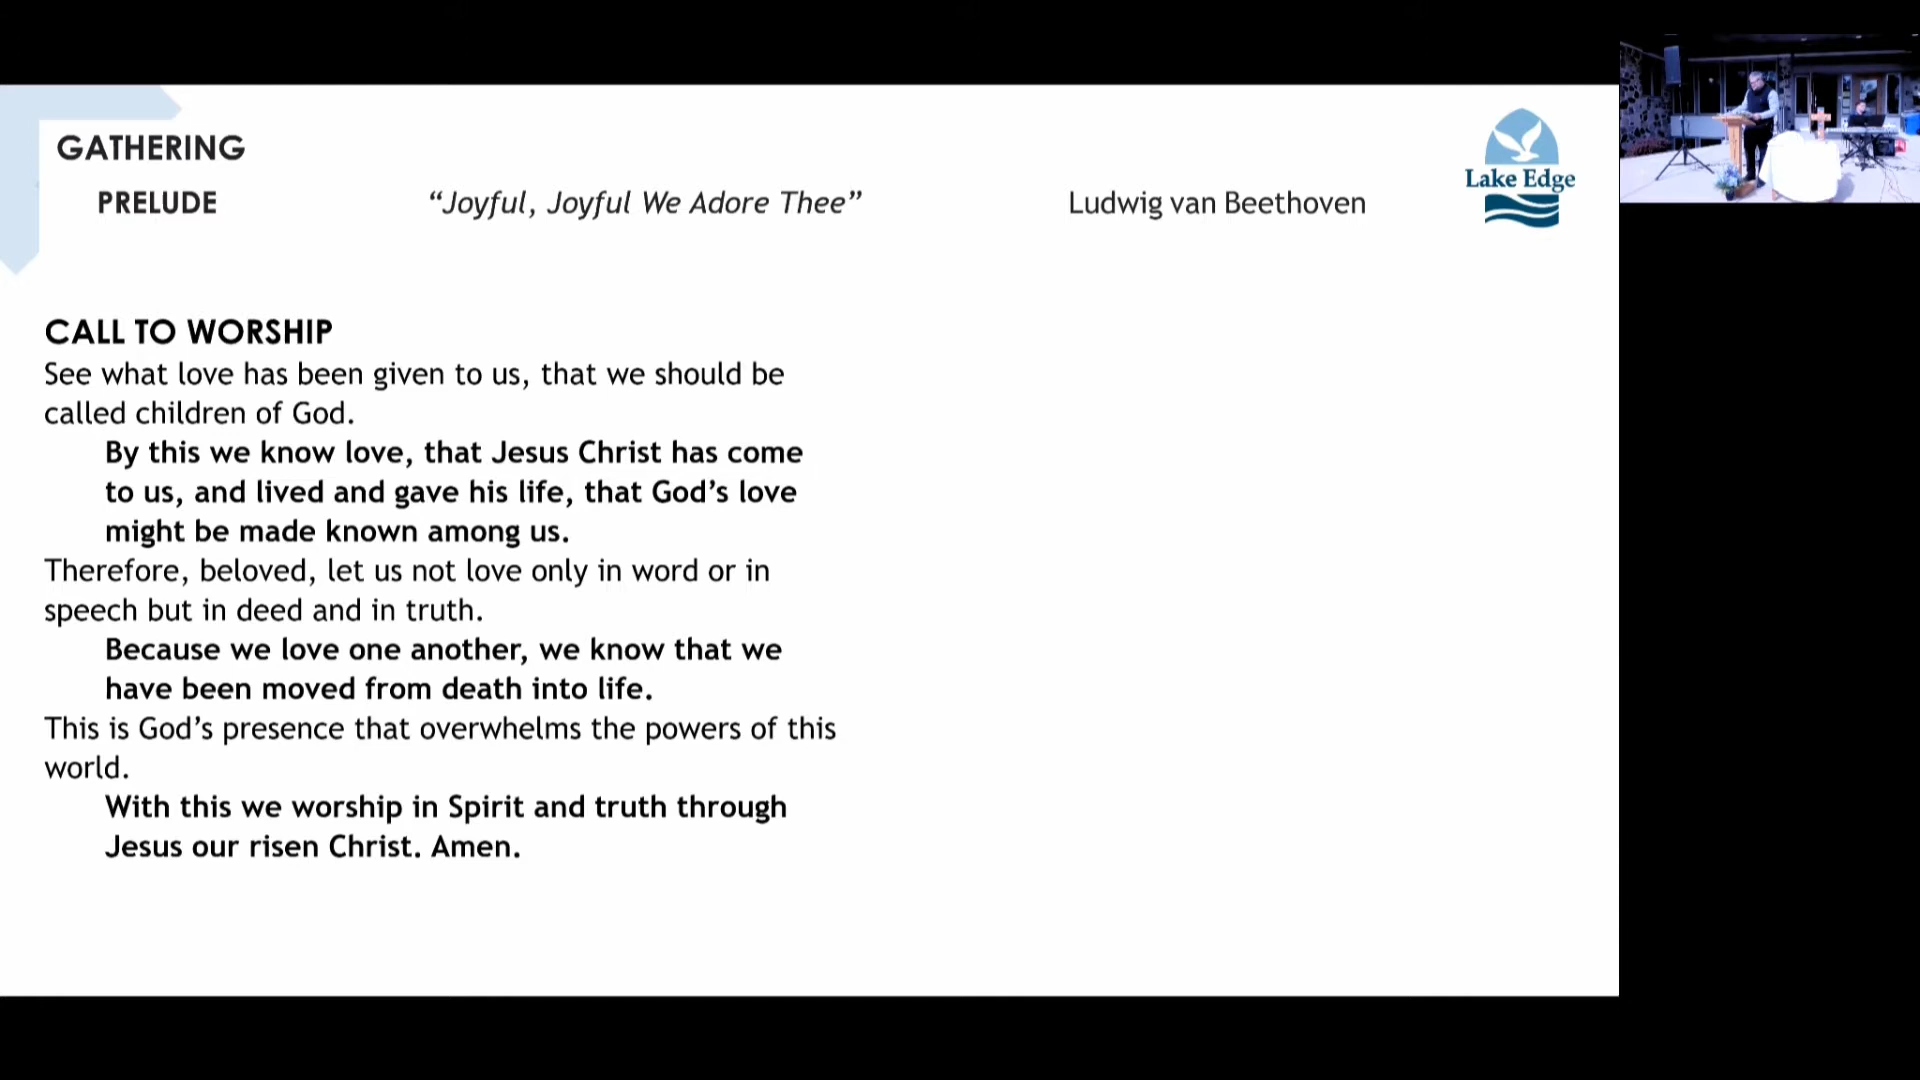 GATHERING
PRELUDE “Joyful, Joyful We Adore Thee” Ludwig van Beethoven
Lake Edge
CALL TO WORSHIP
See what love has been given to us, that we should be
called children of God.
By this we know love, that Jesus Christ has come
to us, and lived and gave his life, that God’s love
might be made known among us.
Therefore, beloved, let us not love only in word or in
speech but in deed and in truth.
Because we love one another, we know that we
have been moved from death into life.
This is God’s presence that overwhelms the powers of this
world.
With this we worship in Spirit and truth through
Jesus our risen Christ. Amen.